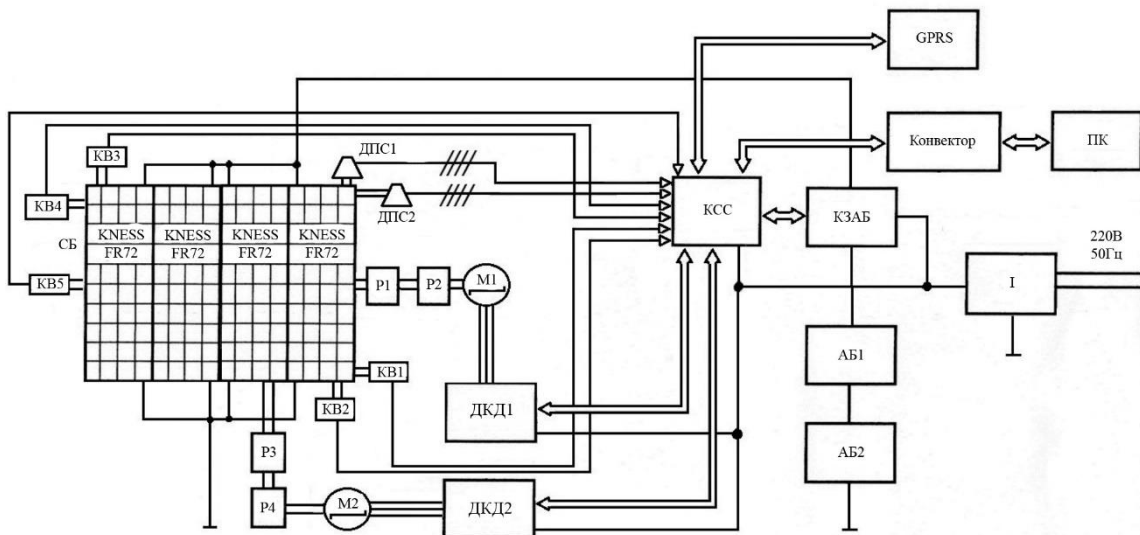 GPRS
ДПС1
КВ3
Конвектор
ПК
КВ4
ДПС2
КСС
КЗАБ
СБ
KNESS KNESS KNESS KNESS
FR72 FR72 FR72 FR72
220В
50Гц
КВ5
Р1
Р2
М1
І
КВ1
АБ1
КВ2
ДКД1
Р3
АБ2
Р4
М2
ДКД2